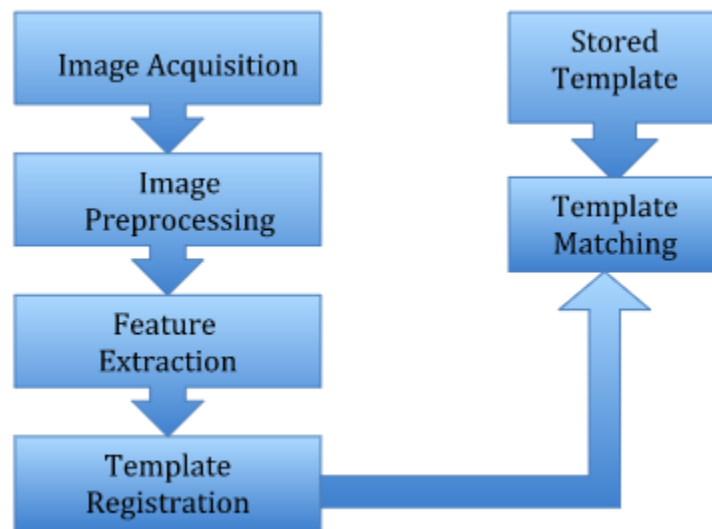 Image Acquisition
Image
Preprocessing
Feature
Extraction
Template
Registration
Stored
Template
Template
Matching